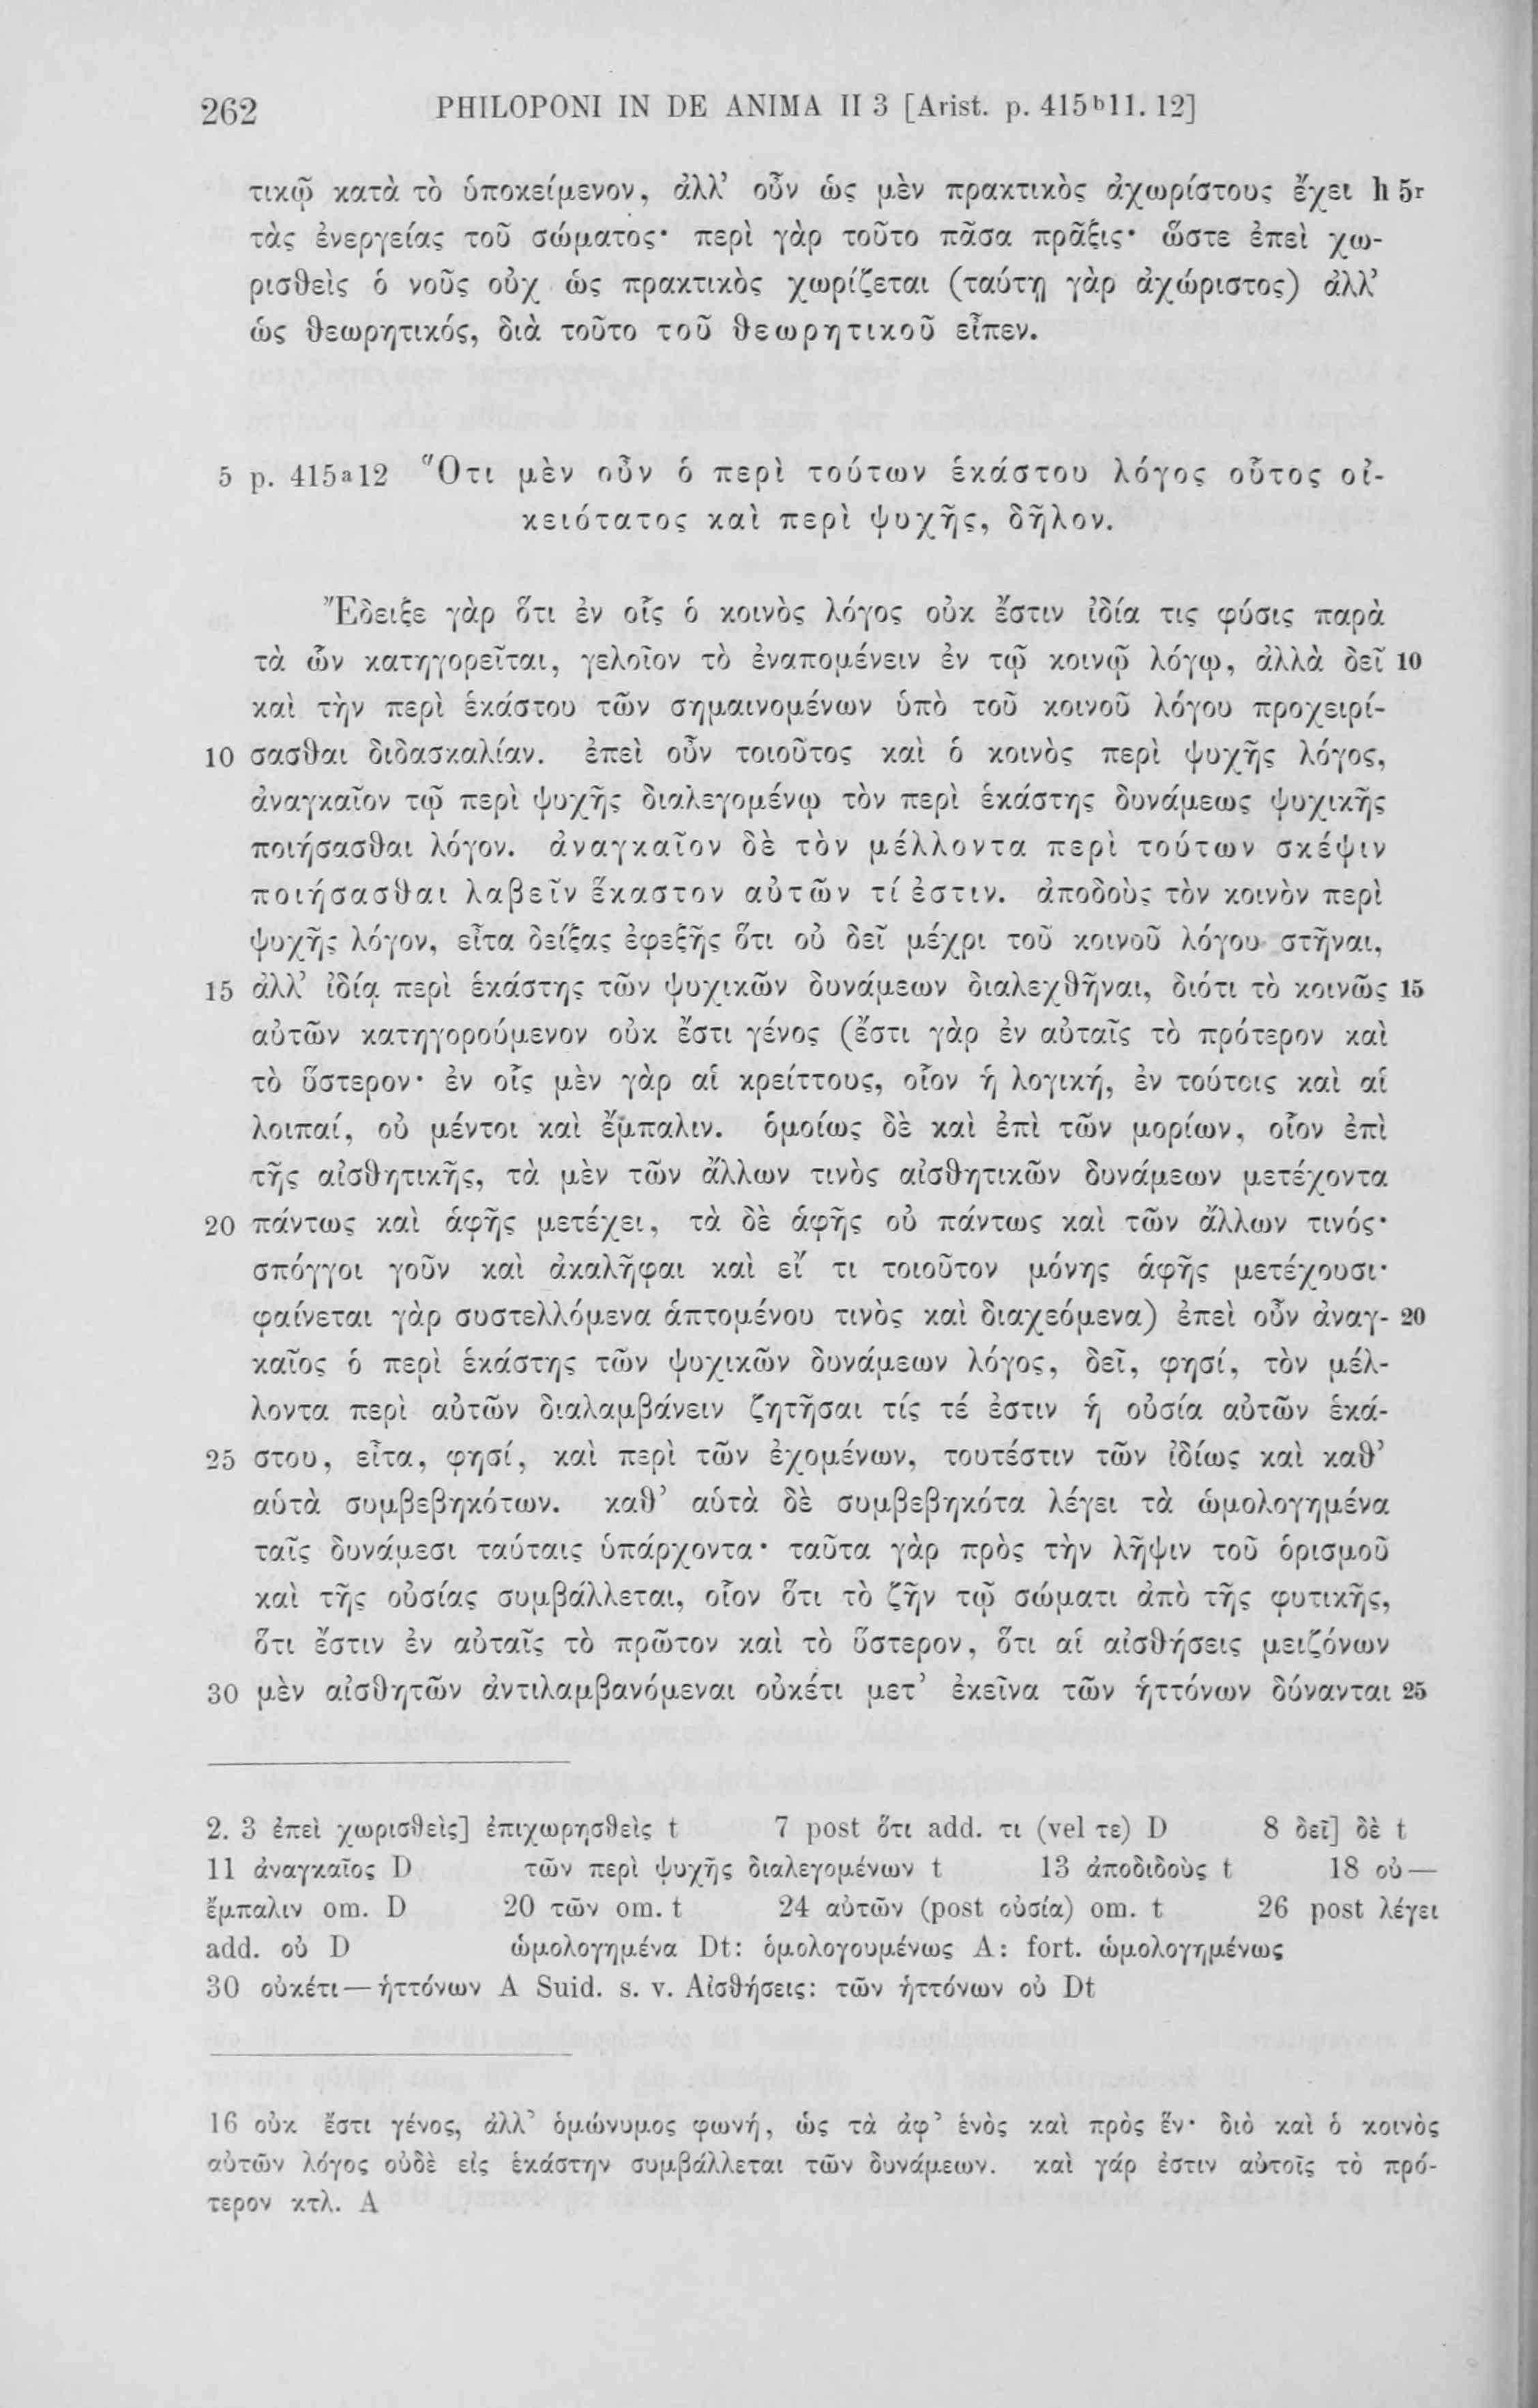 262 PHILOPONI IN DE ANIMA II 3 [Arist. p. 415ᵇ11. 12]
τικῷ κατὰ τὸ ὑποκείμενον, ἀλλ’ οὖν ὡς μὲν πρακτικὸς ἀχωρίστους ἔχει h 5r
τὰς ἐνεργείας τοῦ σώματος· περὶ γὰρ τοῦτο πᾶσα πρᾶξις· ὥστε ἐπεὶ χω-
ρισθεὶς ὁ νοῦς οὐχ ὡς πρακτικὸς χωρίζεται (ταύτῃ γὰρ ἀχώριστος) ἀλλ’
ὡς θεωρητικός, διὰ τοῦτο τοῦ θεωρητικοῦ εἶπεν.
5 p. 415ᵃ12 Ὅτι μὲν οὖν ὁ περὶ τούτων ἑκάστου λόγος οὗτος οἰ-
κειότατος καὶ περὶ ψυχῆς, δῆλον.
Ἔδειξε γὰρ ὅτι ἐν οἷς ὁ κοινὸς λόγος οὐκ ἔστιν ἰδία τις φύσις παρὰ
τὰ ὧν κατηγορεῖται, γελοῖον τὸ ἐναπομένειν ἐν τῷ κοινῷ λόγῳ, ἀλλὰ δεῖ 10
καὶ τὴν περὶ ἑκάστου τῶν σημαινομένων ὑπὸ τοῦ κοινοῦ λόγου προχειρί-
10 σασθαι διδασκαλίαν. ἐπεὶ οὖν τοιοῦτος καὶ ὁ κοινὸς περὶ ψυχῆς λόγος,
ἀναγκαῖον τῷ περὶ ψυχῆς διαλεγομένῳ τὸν περὶ ἑκάστης δυνάμεως ψυχικῆς
ποιήσασθαι λόγον. ἀναγκαῖον δὲ τὸν μέλλοντα περὶ τούτων σκέψιν
ποιήσασθαι λαβεῖν ἕκαστον αὐτῶν τί ἐστιν. ἀποδοὺς τὸν κοινὸν περὶ
ψυχῆς λόγον, εἶτα δείξας ἐφεξῆς ὅτι οὐ δεῖ μέχρι τοῦ κοινοῦ λόγου στῆναι,
15 ἀλλ’ ἰδίᾳ περὶ ἑκάστης τῶν ψυχικῶν δυνάμεων διαλεχθῆναι, διότι τὸ κοινῶς 15
αὐτῶν κατηγορούμενον οὐκ ἔστι γένος (ἔστι γὰρ ἐν αὐταῖς τὸ πρότερον καὶ
τὸ ὕστερον· ἐν οἷς μὲν γὰρ αἱ κρείττους, οἷον ἡ λογική, ἐν τούτοις καὶ αἱ
λοιπαί, οὐ μέντοι καὶ ἔμπαλιν. ὁμοίως δὲ καὶ ἐπὶ τῶν μορίων, οἷον ἐπὶ
τῆς αἰσθητικῆς, τὰ μὲν τῶν ἄλλων τινὸς αἰσθητικῶν δυνάμεων μετέχοντα
20 πάντως καὶ ἁφῆς μετέχει, τὰ δὲ ἁφῆς οὐ πάντως καὶ τῶν ἄλλων τινός·
σπόγγοι γοῦν καὶ ἀκαλῆφαι καὶ εἴ τι τοιοῦτον μόνης ἁφῆς μετέχουσι·
φαίνεται γὰρ συστελλόμενα ἁπτομένου τινὸς καὶ διαχεόμενα) ἐπεὶ οὖν ἀναγ- 20
καῖος ὁ περὶ ἑκάστης τῶν ψυχικῶν δυνάμεων λόγος, δεῖ, φησί, τὸν μέλ-
λοντα περὶ αὐτῶν διαλαμβάνειν ζητῆσαι τίς τέ ἐστιν ἡ οὐσία αὐτῶν ἑκά-
25 στου, εἶτα, φησί, καὶ περὶ τῶν ἐχομένων, τουτέστιν τῶν ἰδίως καὶ καθ’
αὑτὰ συμβεβηκότων. καθ’ αὑτὰ δὲ συμβεβηκότα λέγει τὰ ὡμολογημένα
ταῖς δυνάμεσι ταύταις ὑπάρχοντα· ταῦτα γὰρ πρὸς τὴν λῆψιν τοῦ ὁρισμοῦ
καὶ τῆς οὐσίας συμβάλλεται, οἷον ὅτι τὸ ζῆν τῷ σώματι ἀπὸ τῆς φυτικῆς,
ὅτι ἔστιν ἐν αὐταῖς τὸ πρῶτον καὶ τὸ ὕστερον, ὅτι αἱ αἰσθήσεις μειζόνων
30 μὲν αἰσθητῶν ἀντιλαμβανόμεναι οὐκέτι μετ’ ἐκεῖνα τῶν ἡττόνων δύνανται 25
2. 3 ἐπεὶ χωρισθεὶς] ἐπιχωρησθεὶς t 7 post ὅτι add. τι (vel τε) D 8 δεῖ] δὲ t
11 ἀναγκαῖος D τῶν περὶ ψυχῆς διαλεγομένων t 13 ἀποδιδοὺς t 18 οὐ—
ἔμπαλιν om. D 20 τῶν om. t 24 αὐτῶν (post οὐσία) om. t 26 post λέγει
add. οὐ D ὡμολογημένα Dt: ὁμολογουμένως A: fort. ὡμολογημένως
30 οὐκέτι—ἡττόνων A Suid. s. v. Αἰσθήσεις: τῶν ἡττόνων οὐ Dt
16 οὐκ ἔστι γένος, ἀλλ’ ὁμώνυμος φωνή, ὡς τὰ ἀφ’ ἑνὸς καὶ πρὸς ἕν· διὸ καὶ ὁ κοινὸς
αὐτῶν λόγος οὐδὲ εἰς ἑκάστην συμβάλλεται τῶν δυνάμεων. καὶ γάρ ἐστιν αὐτοῖς τὸ πρό-
τερον κτλ. A